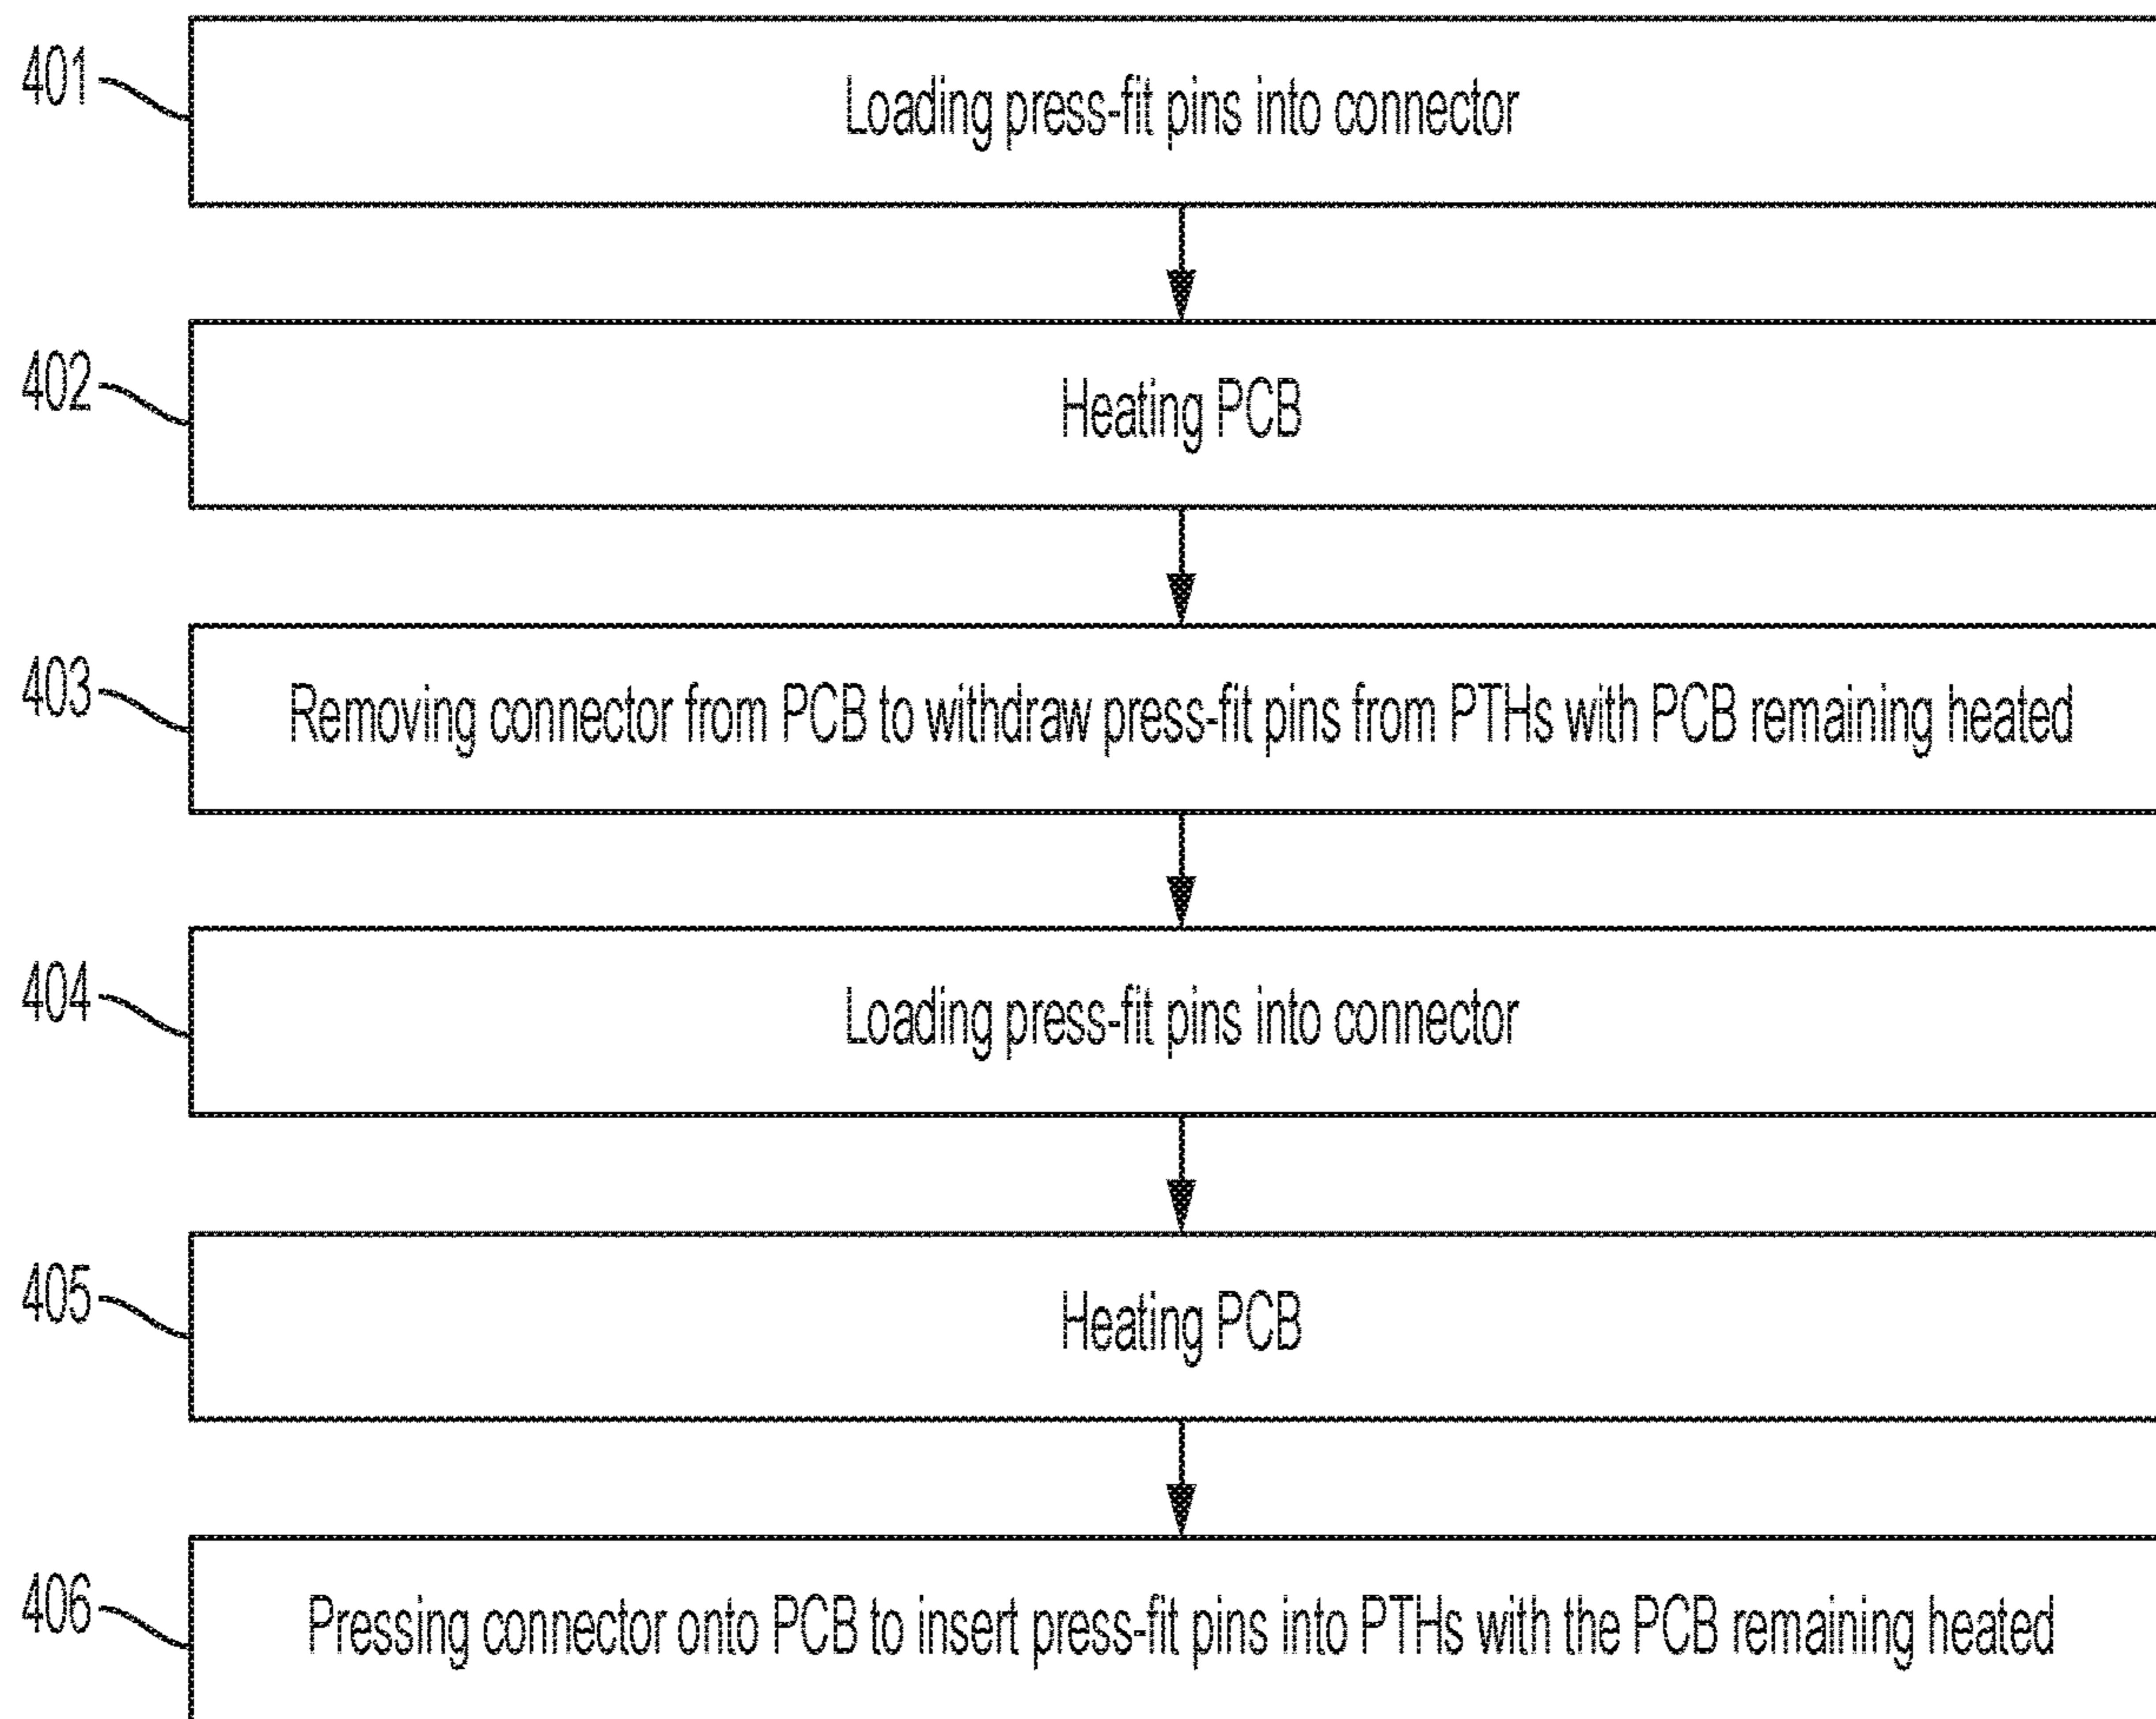 401
Loading press-fit pins into connector
402
Heating PCB
403
Removing connector from PCB to withdraw press-fit pins from PTHs with PCB remaining heated
404
Loading press-fit pins into connector
405
Heating PCB
406
Pressing connector onto PCB to insert press-fit pins into PTHs with the PCB remaining heated